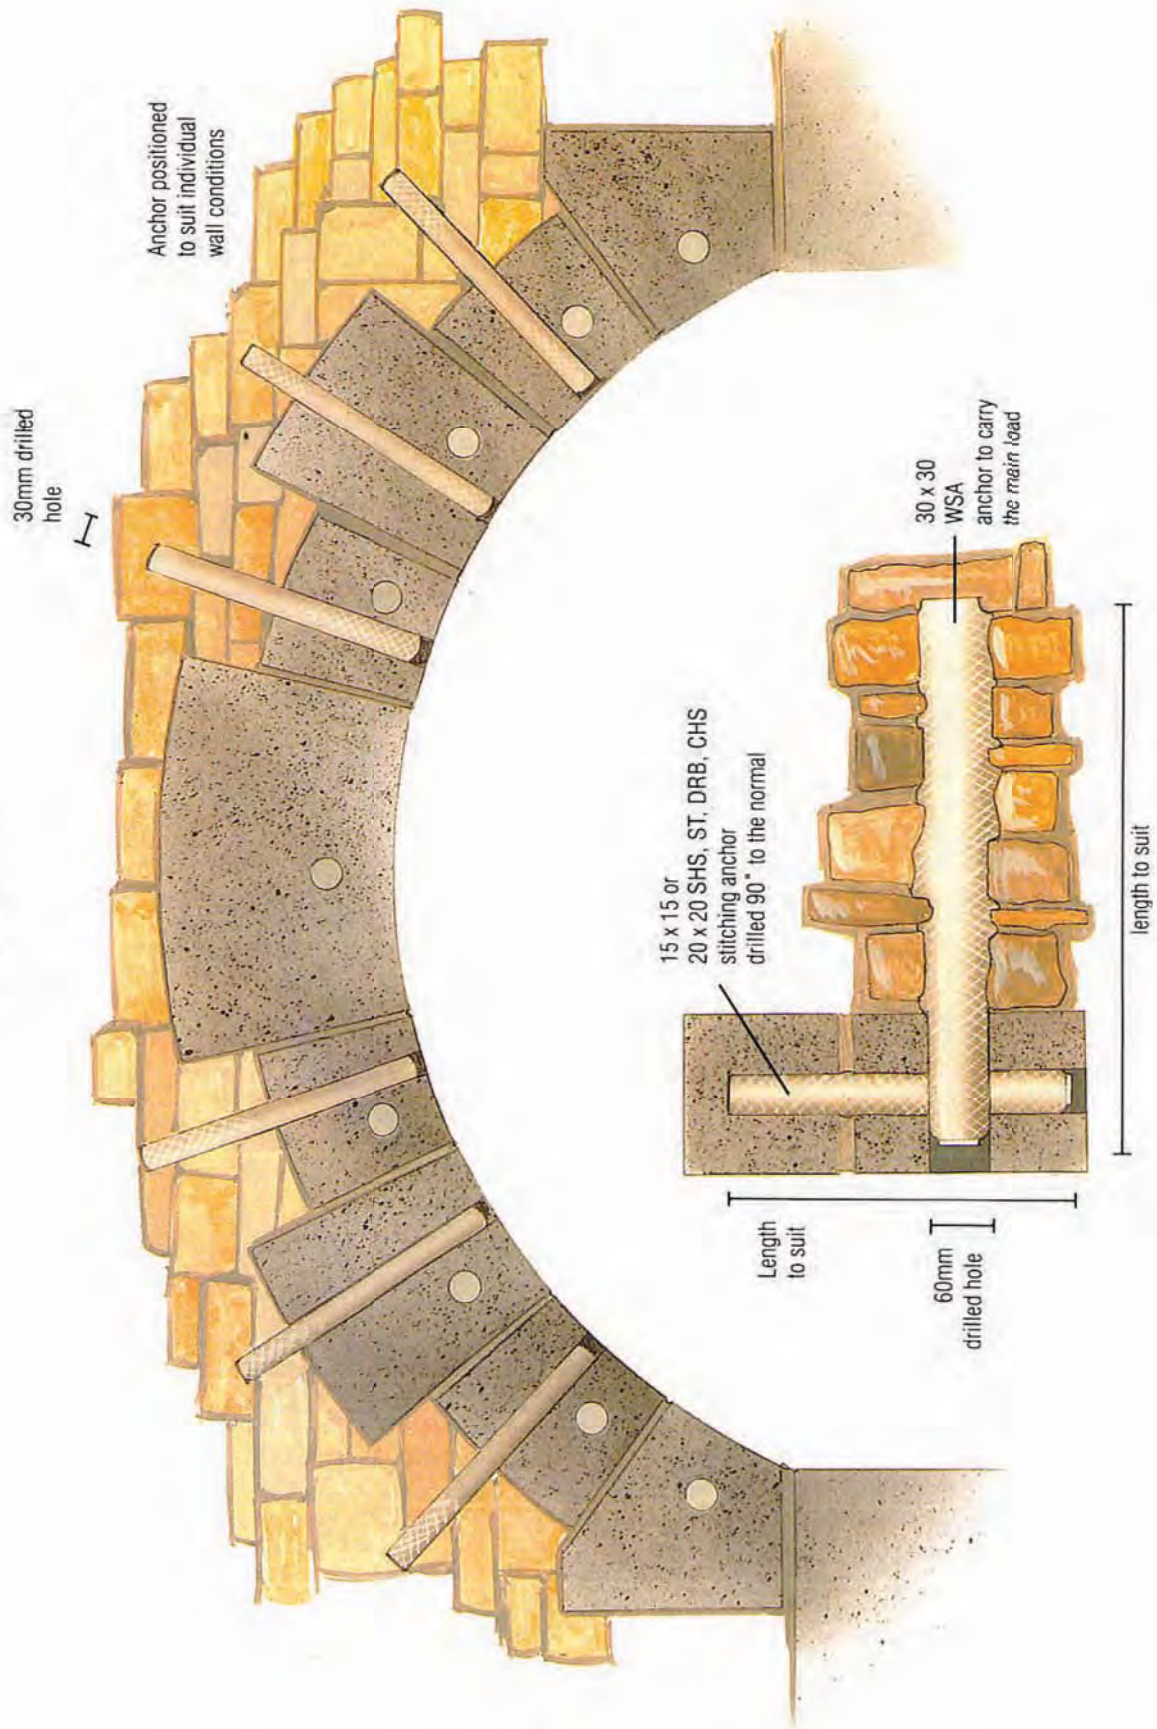 30mm drilled
hole
Anchor positioned
to suit individual
wall conditions
15 x 15 or
20 x 20 SHS, ST, DRB, CHS
stitching anchor
drilled 90° to the normal
30 x 30
WSA
anchor to carry
the main load
Length
to suit
60mm
drilled hole
length to suit